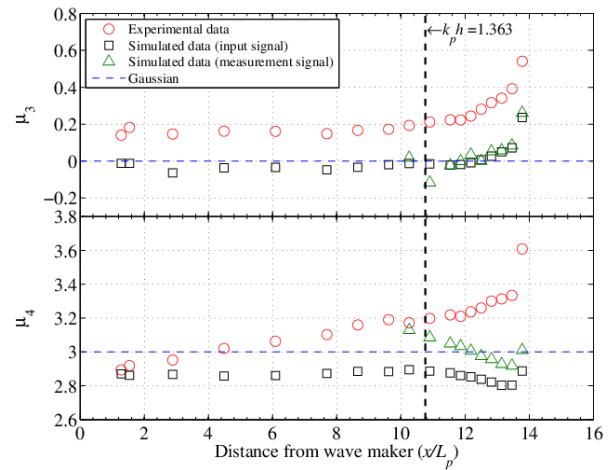 0.8
0.6
0.4
0.2
0
−0.2
μ3
Experimental data
Simulated data (input signal)
Simulated data (measurement signal)
Gaussian
←kph=1.363
3.8
3.6
3.4
3.2
3
2.8
2.6
μ4
0 2 4 6 8 10 12 14 16
Distance from wave maker (x/Lp)